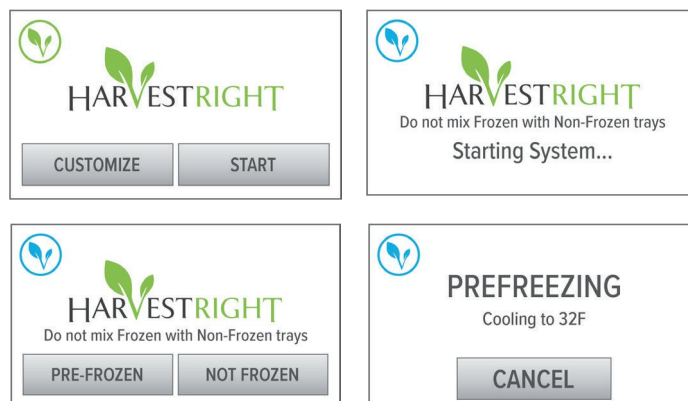 HARVESTRIGHT
CUSTOMIZE
START
HARVESTRIGHT
Do not mix Frozen with Non-Frozen trays
Starting System...
HARVESTRIGHT
Do not mix Frozen with Non-Frozen trays
PRE-FROZEN
NOT FROZEN
PREFREEZING
Cooling to 32F
CANCEL